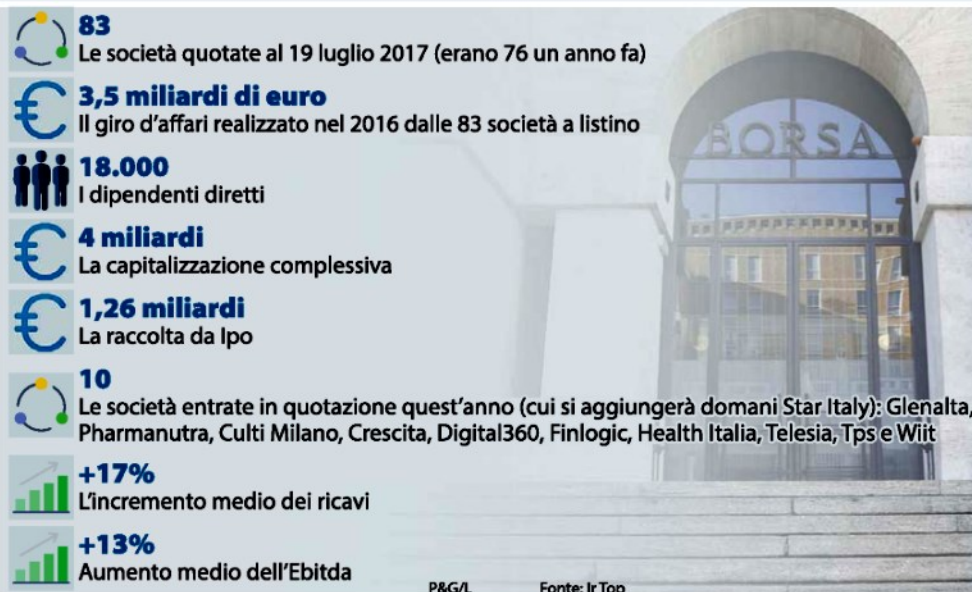 83
Le società quotate al 19 luglio 2017 (erano 76 un anno fa)
3,5 miliardi di euro
Il giro d'affari realizzato nel 2016 dalle 83 società a listino
18.000
I dipendenti diretti
4 miliardi
La capitalizzazione complessiva
1,26 miliardi
La raccolta da Ipo
10
Le società entrate in quotazione quest'anno (cui si aggiungerà domani Star Italy): Glenalta,
Pharmanutra, Culti Milano, Crescita, Digital360, Finlogic, Health Italia, Telesia, Tps e Wiit
+17%
L'incremento medio dei ricavi
+13%
Aumento medio dell'Ebitda
P&G/L Fonte: Ir Top
BORSA